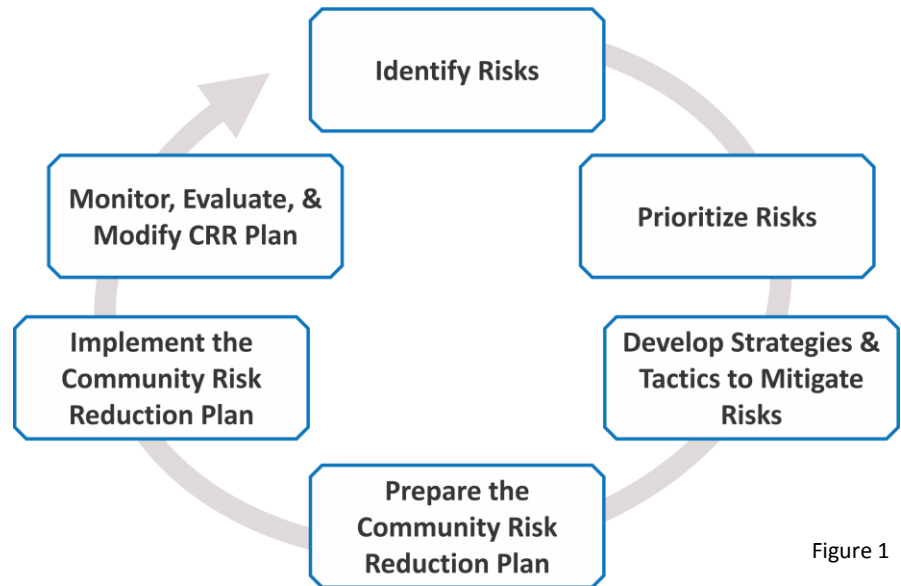 Identify Risks
Prioritize Risks
Develop Strategies &
Tactics to Mitigate
Risks
Prepare the
Community Risk
Reduction Plan
Implement the
Community Risk
Reduction Plan
Monitor, Evaluate, &
Modify CRR Plan
Figure 1